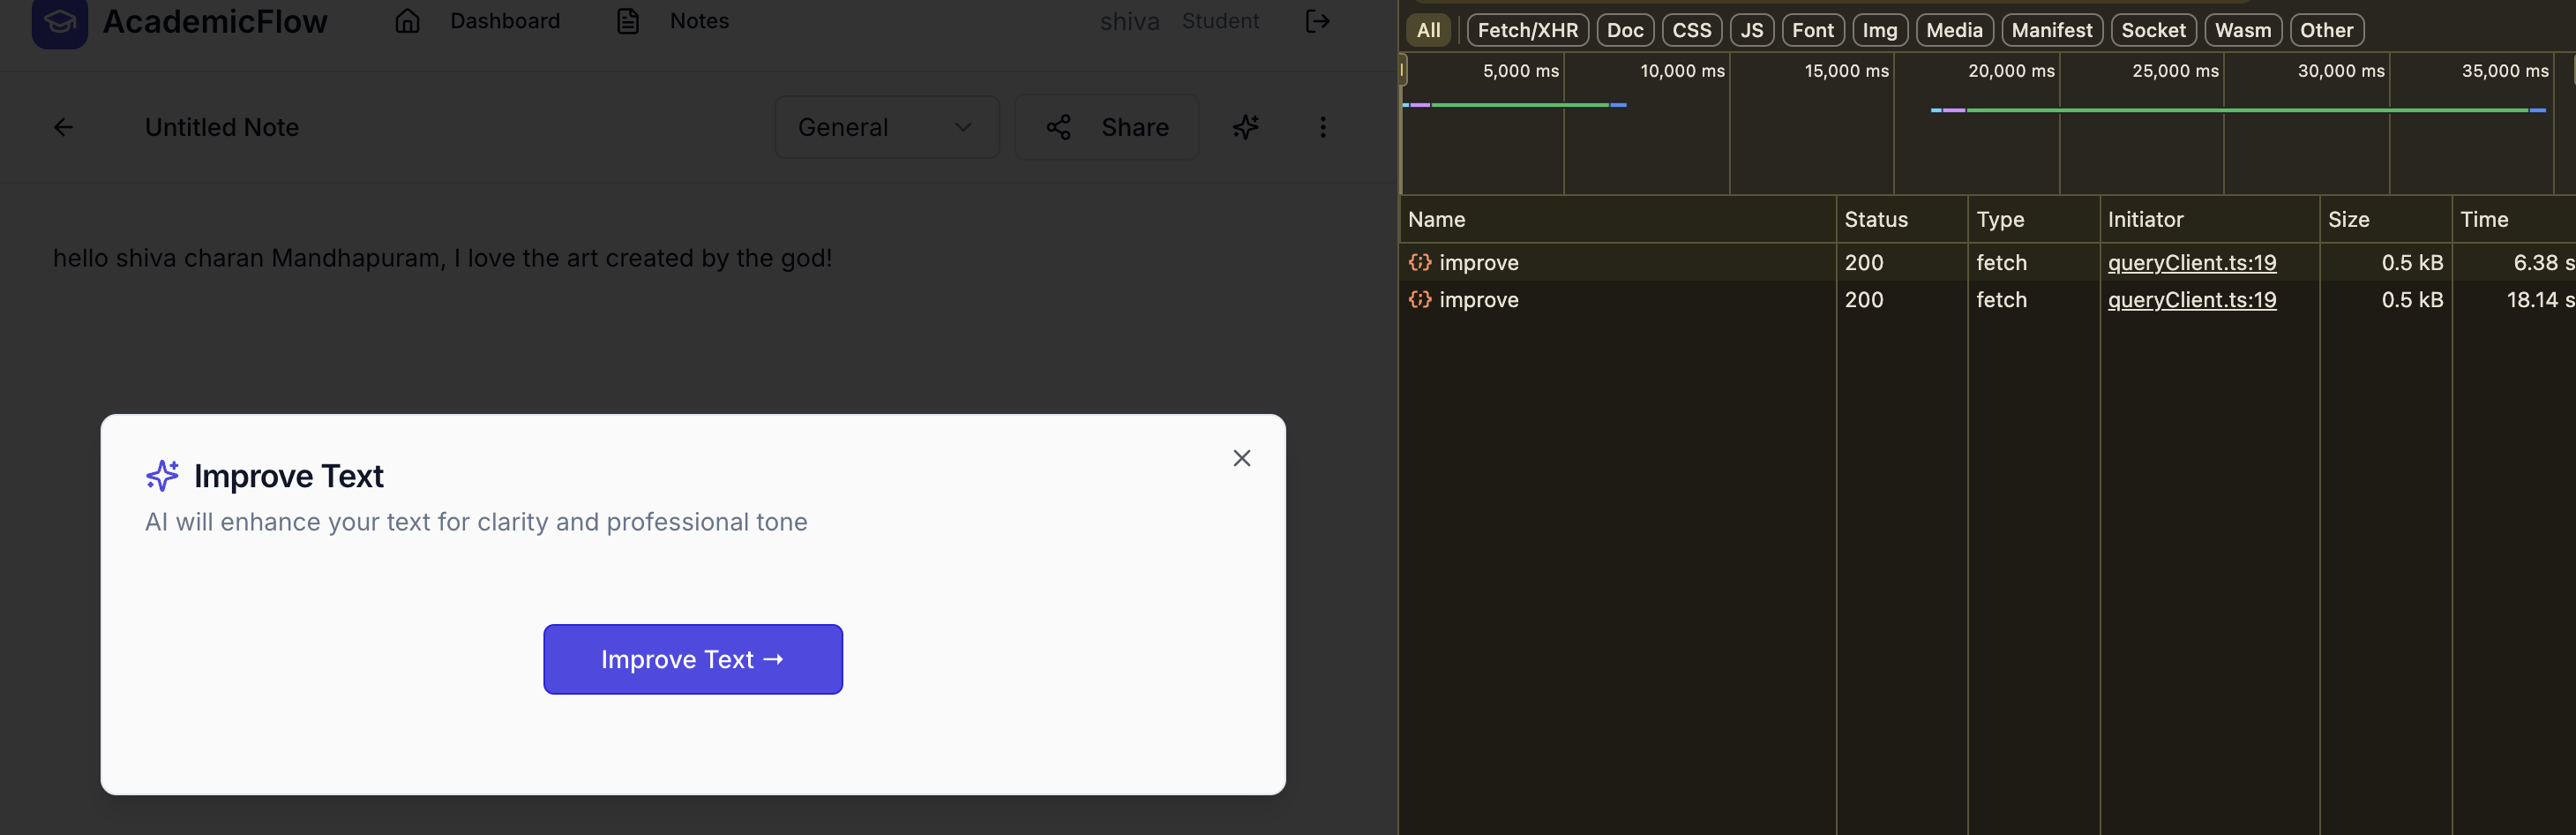 AcademicFlow Dashboard Notes shiva Student
Untitled Note General Share
hello shiva charan Mandhapuram, I love the art created by the god!
Improve Text
AI will enhance your text for clarity and professional tone
Improve Text →
All Fetch/XHR Doc CSS JS Font Img Media Manifest Socket Wasm Other
5,000 ms 10,000 ms 15,000 ms 20,000 ms 25,000 ms 30,000 ms 35,000 ms
Name Status Type Initiator Size Time
improve 200 fetch queryClient.ts:19 0.5 kB 6.38 s
improve 200 fetch queryClient.ts:19 0.5 kB 18.14 s